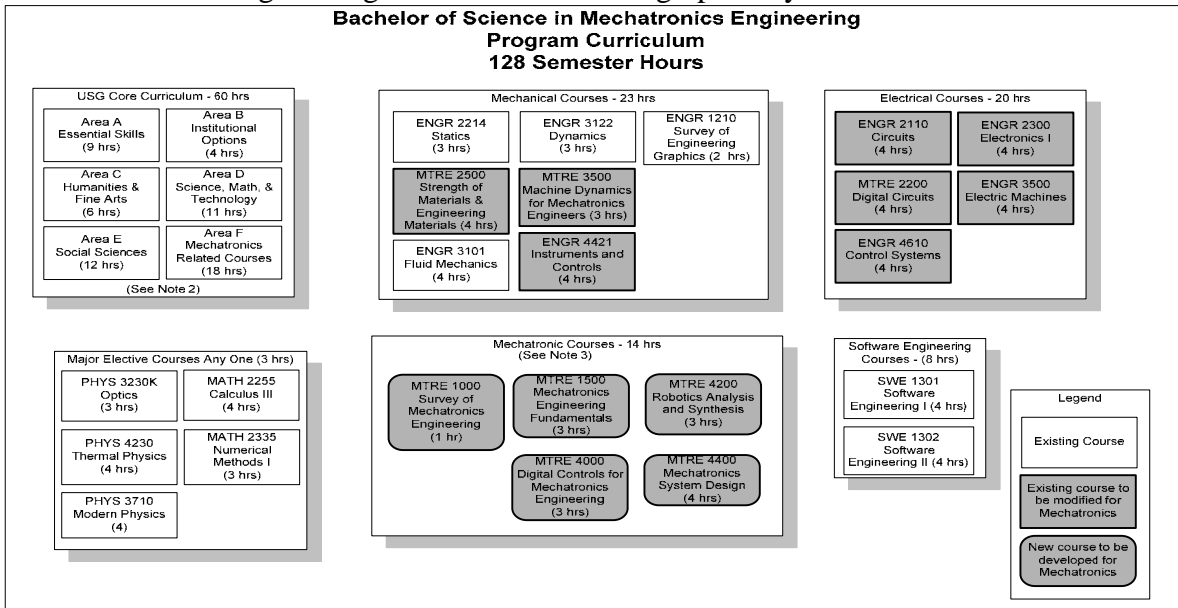 Bachelor of Science in Mechatronics Engineering
Program Curriculum
128 Semester Hours
USG Core Curriculum - 60 hrs
Area A
Essential Skills
(9 hrs)
Area B
Institutional
Options
(4 hrs)
Area C
Humanities &
Fine Arts
(6 hrs)
Area D
Science, Math, &
Technology
(11 hrs)
Area E
Social Sciences
(12 hrs)
Area F
Mechatronics
Related Courses
(18 hrs)
(See Note 2)
Mechanical Courses - 23 hrs
ENGR 2214
Statics
(3 hrs)
ENGR 3122
Dynamics
(3 hrs)
ENGR 1210
Survey of
Engineering
Graphics (2 hrs)
MTRE 2500
Strength of
Materials &
Engineering
Materials (4 hrs)
MTRE 3500
Machine Dynamics
for Mechatronics
Engineers (3 hrs)
ENGR 3101
Fluid Mechanics
(4 hrs)
ENGR 4421
Instruments and
Controls
(4 hrs)
Electrical Courses - 20 hrs
ENGR 2110
Circuits
(4 hrs)
ENGR 2300
Electronics I
(4 hrs)
MTRE 2200
Digital Circuits
(4 hrs)
ENGR 3500
Electric Machines
(4 hrs)
ENGR 4610
Control Systems
(4 hrs)
Major Elective Courses Any One (3 hrs)
PHYS 3230K
Optics
(3 hrs)
MATH 2255
Calculus III
(4 hrs)
PHYS 4230
Thermal Physics
(4 hrs)
MATH 2335
Numerical
Methods I
(3 hrs)
PHYS 3710
Modern Physics
(4)
Mechatronic Courses - 14 hrs
(See Note 3)
MTRE 1000
Survey of
Mechatronics
Engineering
(1 hr)
MTRE 1500
Mechatronics
Engineering
Fundamentals
(3 hrs)
MTRE 4200
Robotics Analysis
and Synthesis
(3 hrs)
MTRE 4000
Digital Controls for
Mechatronics
Engineering
(3 hrs)
MTRE 4400
Mechatronics
System Design
(4 hrs)
Software Engineering
Courses - (8 hrs)
SWE 1301
Software
Engineering I (4 hrs)
SWE 1302
Software
Engineering II (4 hrs)
Legend
Existing Course
Existing course to
be modified for
Mechatronics
New course to be
developed for
Mechatronics